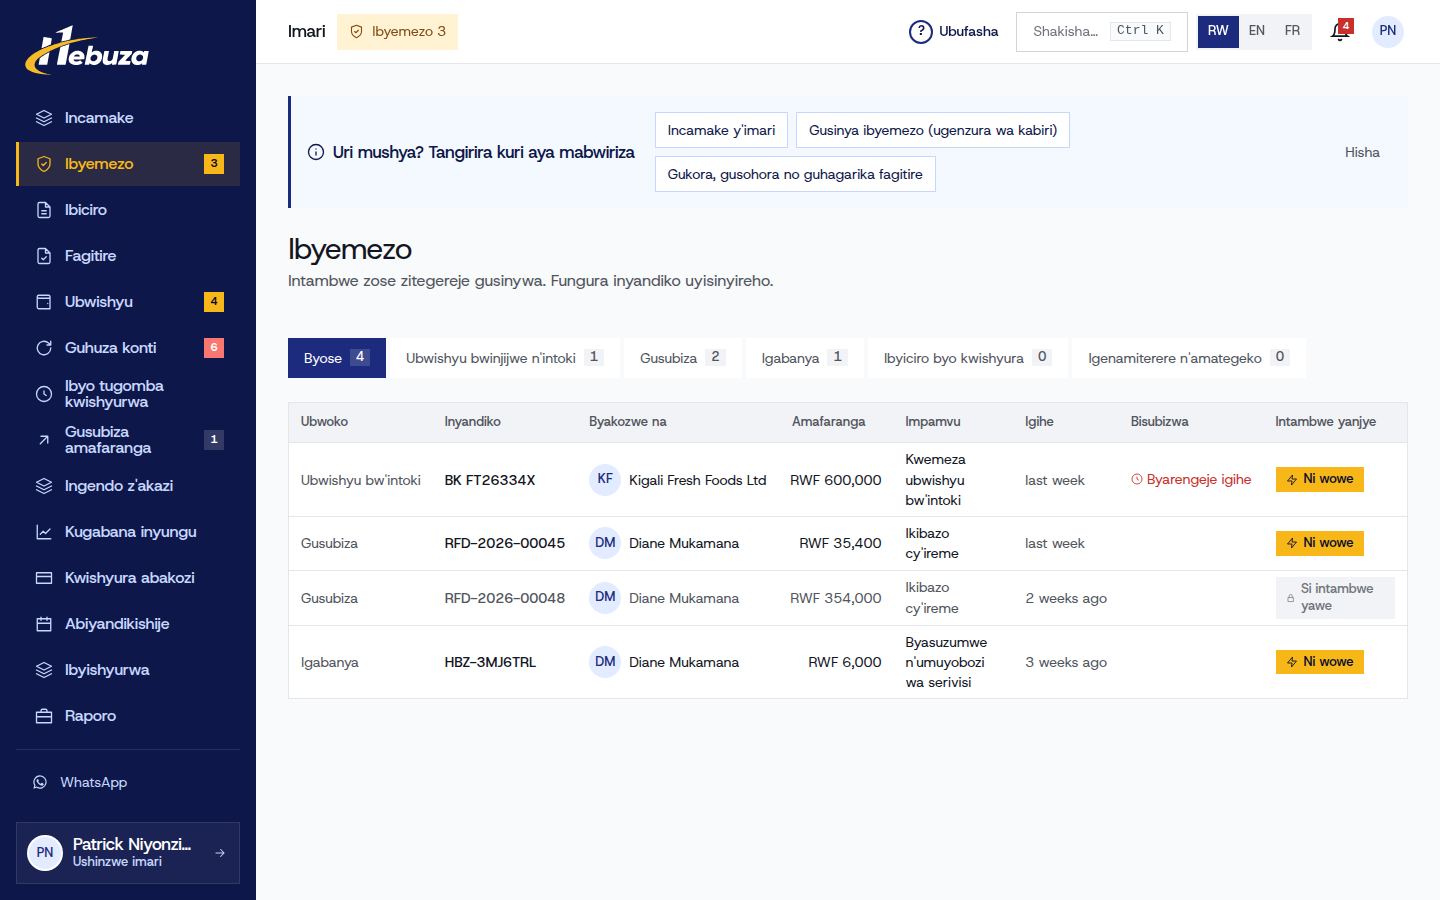 Hebuza
Incamake
Ibyemezo 3
Ibiciro
Fagitire
Ubwishyu 4
Guhuza konti 6
Ibyo tugomba
kwishyurwa
Gusubiza
amafaranga 1
Ingendo z'akazi
Kugabana inyungu
Kwishyura abakozi
Abiyandikishije
Ibyishyurwa
Raporo
WhatsApp
PN Patrick Niyonzi...
Ushinzwe imari
Imari Ibyemezo 3 ? Ubufasha Shakisha... Ctrl K RW EN FR 4 PN
Uri mushya? Tangirira kuri aya mabwiriza
Incamake y'imari Gusinya ibyemezo (ugenzura wa kabiri)
Gukora, gusohora no guhagarika fagitire
Hisha
Ibyemezo
Intambwe zose zitegereje gusinywa. Fungura inyandiko uyisinyireho.
Byose 4 Ubwishyu bwinjijwe n'intoki 1 Gusubiza 2 Igabanya 1 Ibyiciro byo kwishyura 0 Igenamiterere n'amategeko 0
Ubwoko Inyandiko Byakozwe na Amafaranga Impamvu Igihe Bisubizwa Intambwe yanjye
Ubwishyu bw'intoki BK FT26334X KF Kigali Fresh Foods Ltd RWF 600,000 Kwemeza
ubwishyu
bw'intoki last week Byarengeje igihe Ni wowe
Gusubiza RFD-2026-00045 DM Diane Mukamana RWF 35,400 Ikibazo
cy'ireme last week Ni wowe
Gusubiza RFD-2026-00048 DM Diane Mukamana RWF 354,000 Ikibazo
cy'ireme 2 weeks ago Si intambwe
yawe
Igabanya HBZ-3MJ6TRL DM Diane Mukamana RWF 6,000 Byasuzumwe
n'umuyobozi
wa serivisi 3 weeks ago Ni wowe